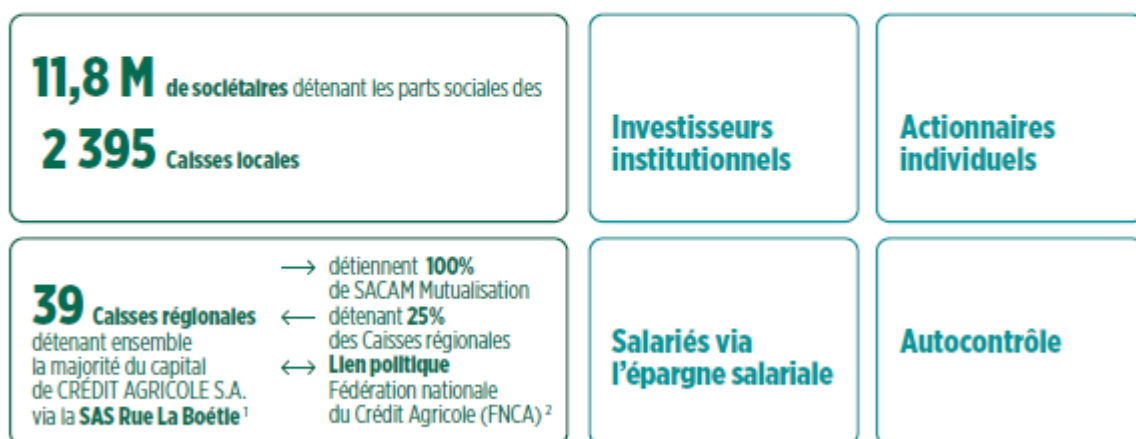 11,8 M de sociétaires détenant les parts sociales des
2 395 Caisses locales
Investisseurs
institutionnels
Actionnaires
individuels
39 Caisses régionales
détenant ensemble
la majorité du capital
de CRÉDIT AGRICOLE S.A.
via la SAS Rue La Boétie ¹
→ détiennent 100%
de SACAM Mutualisation
← détenant 25%
des Caisses régionales
↔ Lien politique
Fédération nationale
du Crédit Agricole (FNCA) ²
Salariés via
l'épargne salariale
Autocontrôle